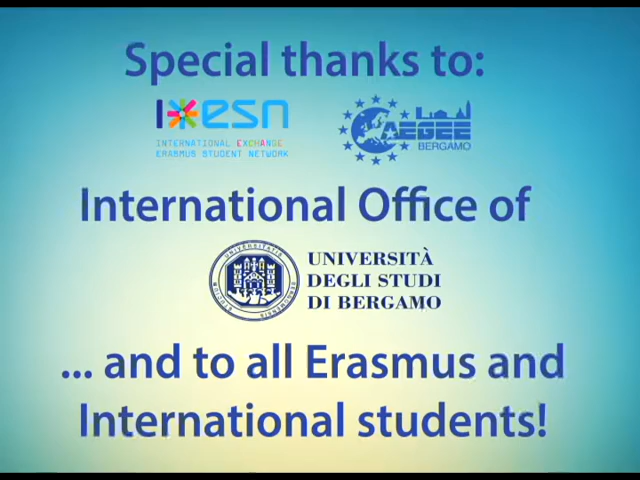 Special thanks to:
I✱esn
INTERNATIONAL EXCHANGE
ERASMUS STUDENT NETWORK
AEGEE
BERGAMO
International Office of
UNIVERSITÀ
DEGLI STUDI
DI BERGAMO
... and to all Erasmus and
International students!